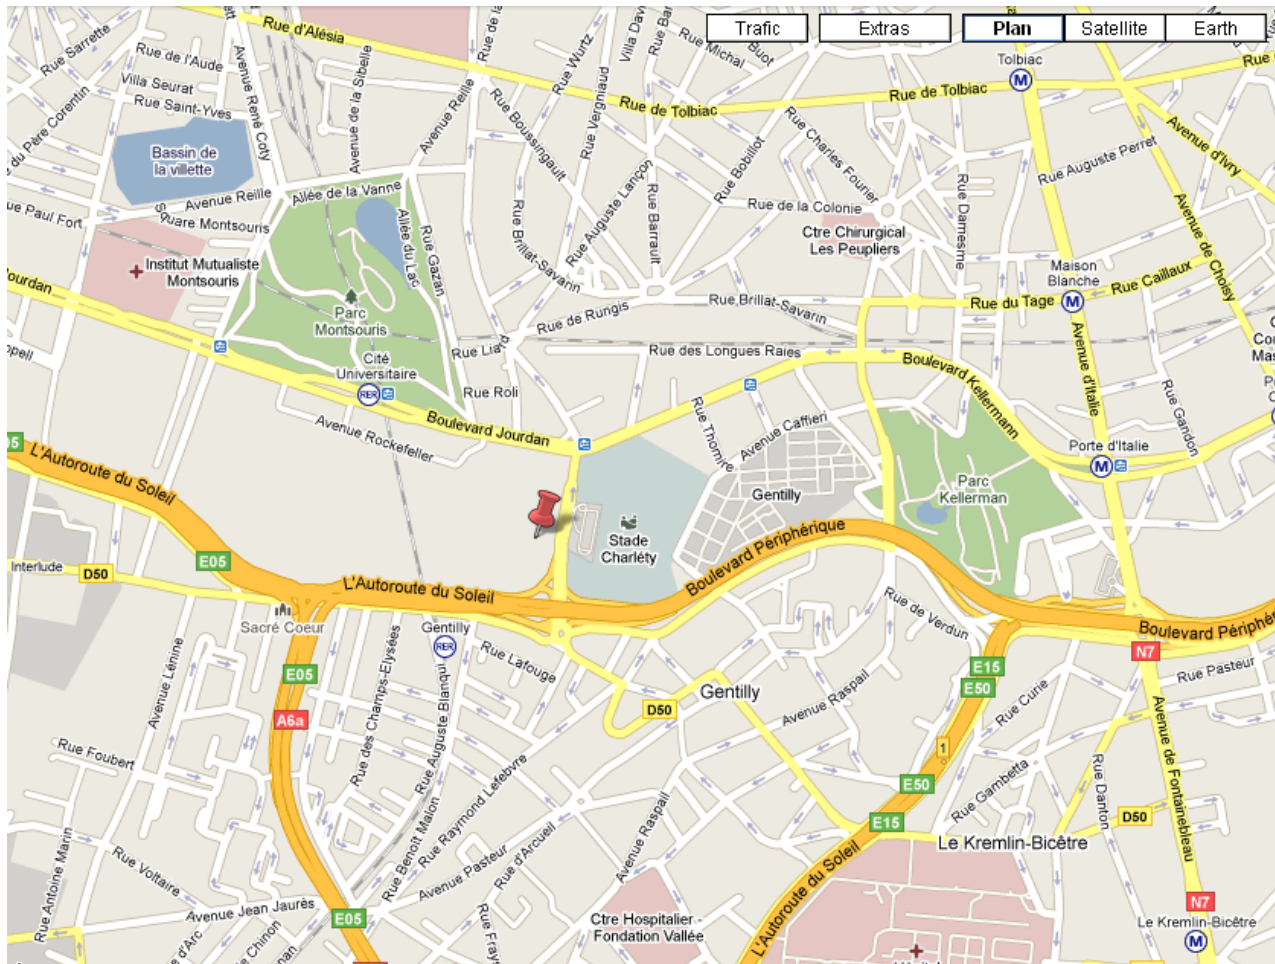 Trafic
Extras
Plan
Satellite
Earth
Rue d'Alésia
Rue Sarrette
Rue de l'Aude
Villa Seurat
Rue Saint-Yves
Avenue René Coty
Avenue de la Sibelle
Avenue Reille
Rue Wurtz
Rue Vergniaud
Rue Boussingault
Rue Michal
Buot
Tolbiac
Rue de Tolbiac
Rue de Tolbiac
Avenue d'Ivry
Rue Auguste Perret
Rue Charles Fourier
Rue Bobillot
Bassin de
la villette
Avenue Reille
Allée de la Vanne
Square Montsouris
Allée du Lac
Rue Gazan
Rue Brillat-Savarin
Rue Auguste Lançon
Rue Barrault
Rue de la Colonie
Rue Damesme
Ctre Chirurgical
Les Peupliers
Avenue de Choisy
Institut Mutualiste
Montsouris
Maison
Blanche
Rue Caillaux
Rue du Tage
Rue Brillat-Savarin
Rue de Rungis
Parc
Montsouris
Cité
Universitaire
RER
Rue Liard
Rue Roli
Rue des Longues Raies
Boulevard Kellermann
Avenue d'Italie
Rue Gandon
Boulevard Jourdan
Avenue Rockefeller
Rue Thomire
Avenue Caffieri
Porte d'Italie
L'Autoroute du Soleil
Gentilly
Parc
Kellerman
Stade
Charléty
Boulevard Périphérique
Interlude
D50
E05
L'Autoroute du Soleil
Sacré Coeur
Gentilly
RER
Rue Lafouge
Rue de Verdun
N7
Rue Pasteur
E05
A6a
E15
E50
Gentilly
D50
Avenue Raspail
Rue Curie
Avenue Lénine
Rue des Champs-Elysées
Rue Foubert
1
E50
Rue Gambetta
Rue Danton
Avenue de Fontainebleau
D50
E15
Le Kremlin-Bicêtre
Rue Raymond Lefebvre
Rue Benoît Malon
Avenue Pasteur
Rue d'Arcueil
Avenue Raspail
L'Autoroute du Soleil
Rue Antoine Marin
Rue Voltaire
Avenue Jean Jaurès
E05
Ctre Hospitalier -
Fondation Vallée
N7
Le Kremlin-Bicêtre